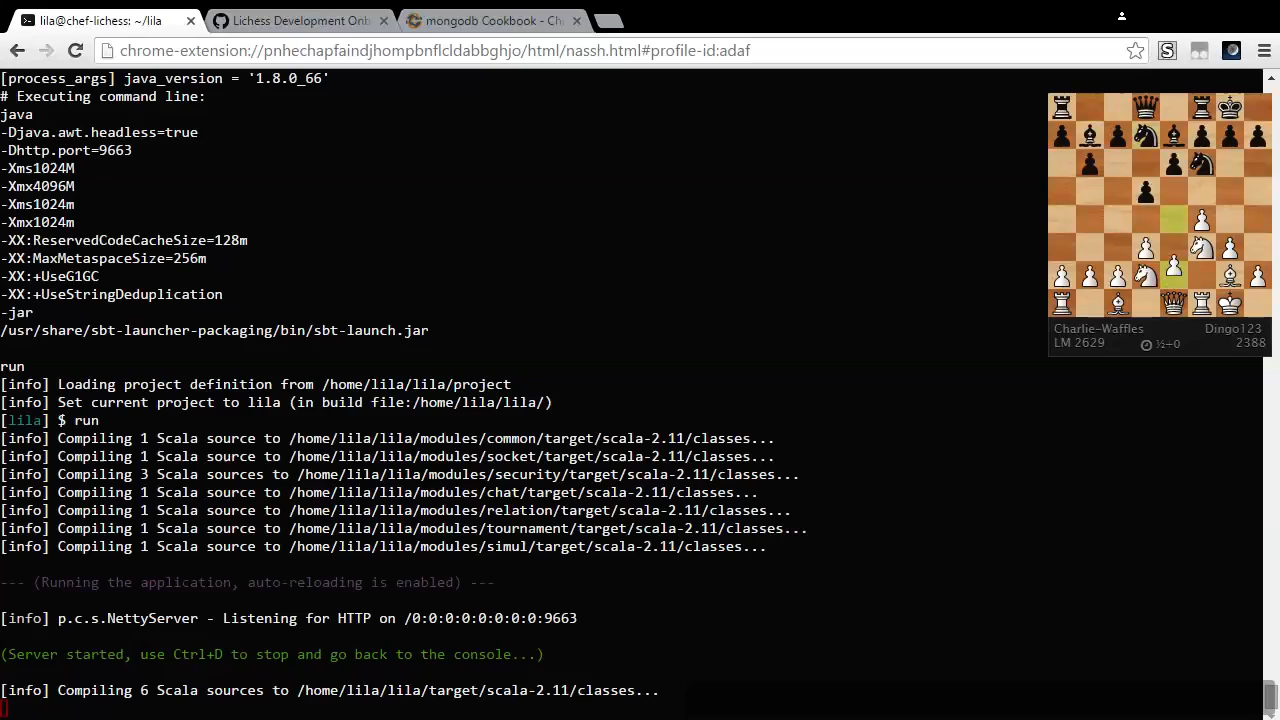 lila@chef-lichess: ~/lila
Lichess Development Onb
mongodb Cookbook - Ch
chrome-extension://pnhechapfaindjhompbnflcldabbghjo/html/nassh.html#profile-id:adaf
[process_args] java_version = '1.8.0_66'
# Executing command line:
java
-Djava.awt.headless=true
-Dhttp.port=9663
-Xms1024M
-Xmx4096M
-Xms1024m
-Xmx1024m
-XX:ReservedCodeCacheSize=128m
-XX:MaxMetaspaceSize=256m
-XX:+UseG1GC
-XX:+UseStringDeduplication
-jar
/usr/share/sbt-launcher-packaging/bin/sbt-launch.jar
Charlie-Waffles Dingo123
LM 2629 ½+0 2388
run
[info] Loading project definition from /home/lila/lila/project
[info] Set current project to lila (in build file:/home/lila/lila/)
[lila] $ run
[info] Compiling 1 Scala source to /home/lila/lila/modules/common/target/scala-2.11/classes...
[info] Compiling 1 Scala source to /home/lila/lila/modules/socket/target/scala-2.11/classes...
[info] Compiling 3 Scala sources to /home/lila/lila/modules/security/target/scala-2.11/classes...
[info] Compiling 1 Scala source to /home/lila/lila/modules/chat/target/scala-2.11/classes...
[info] Compiling 1 Scala source to /home/lila/lila/modules/relation/target/scala-2.11/classes...
[info] Compiling 1 Scala source to /home/lila/lila/modules/tournament/target/scala-2.11/classes...
[info] Compiling 1 Scala source to /home/lila/lila/modules/simul/target/scala-2.11/classes...
--- (Running the application, auto-reloading is enabled) ---
[info] p.c.s.NettyServer - Listening for HTTP on /0:0:0:0:0:0:0:0:9663
(Server started, use Ctrl+D to stop and go back to the console...)
[info] Compiling 6 Scala sources to /home/lila/lila/target/scala-2.11/classes...